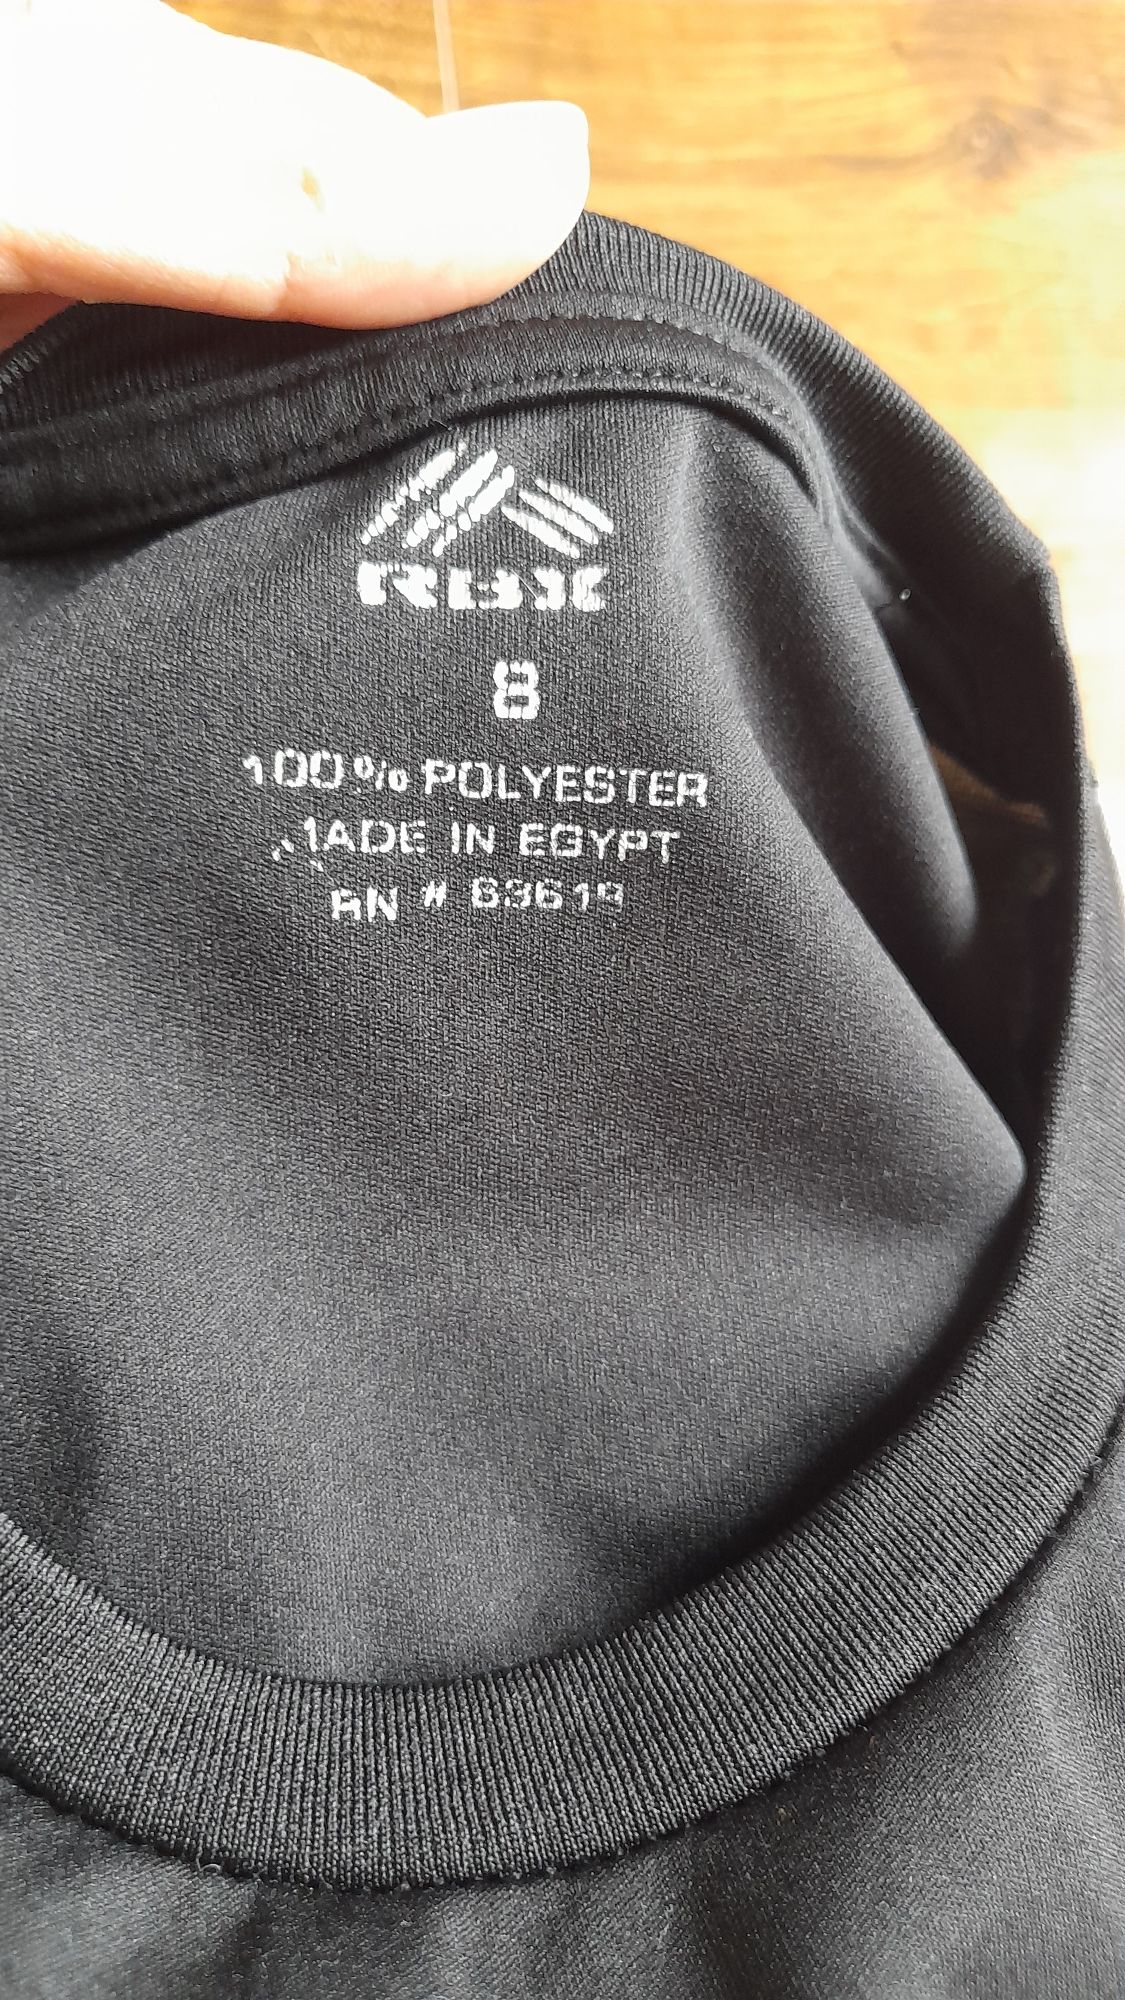 RBX
8
100% POLYESTER
MADE IN EGYPT
RN # 63619